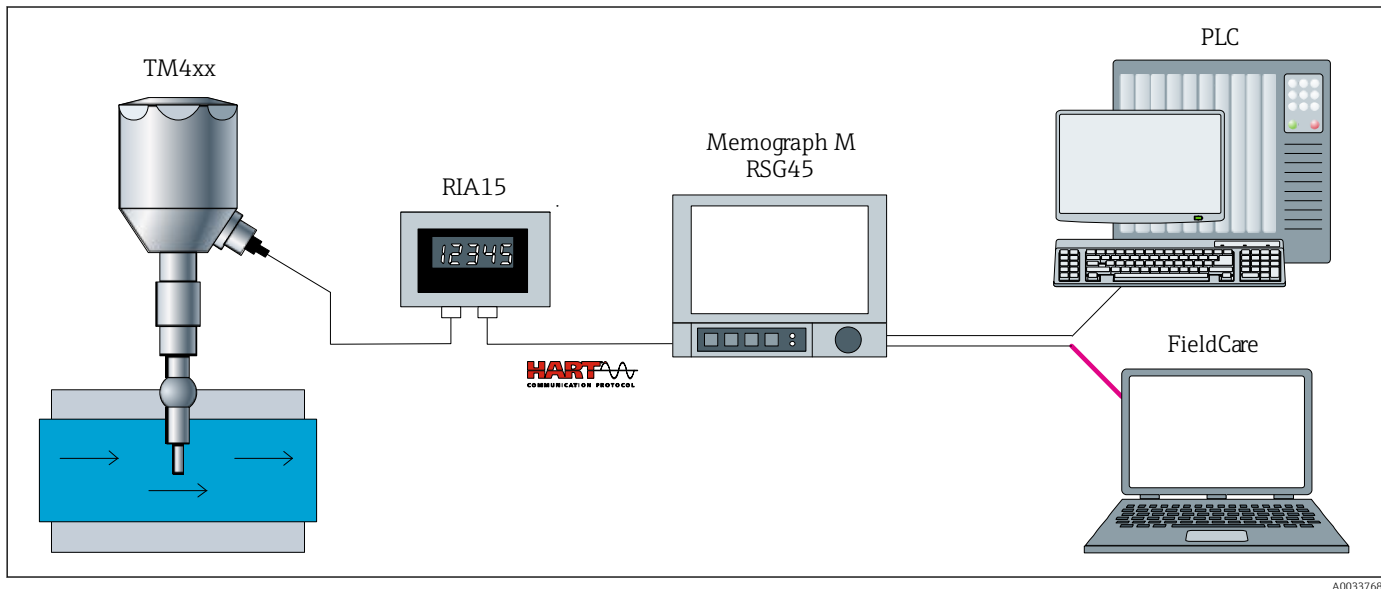 TM4xx
RIA15
12345
HART
COMMUNICATION PROTOCOL
Memograph M
RSG45
PLC
FieldCare
A0033768